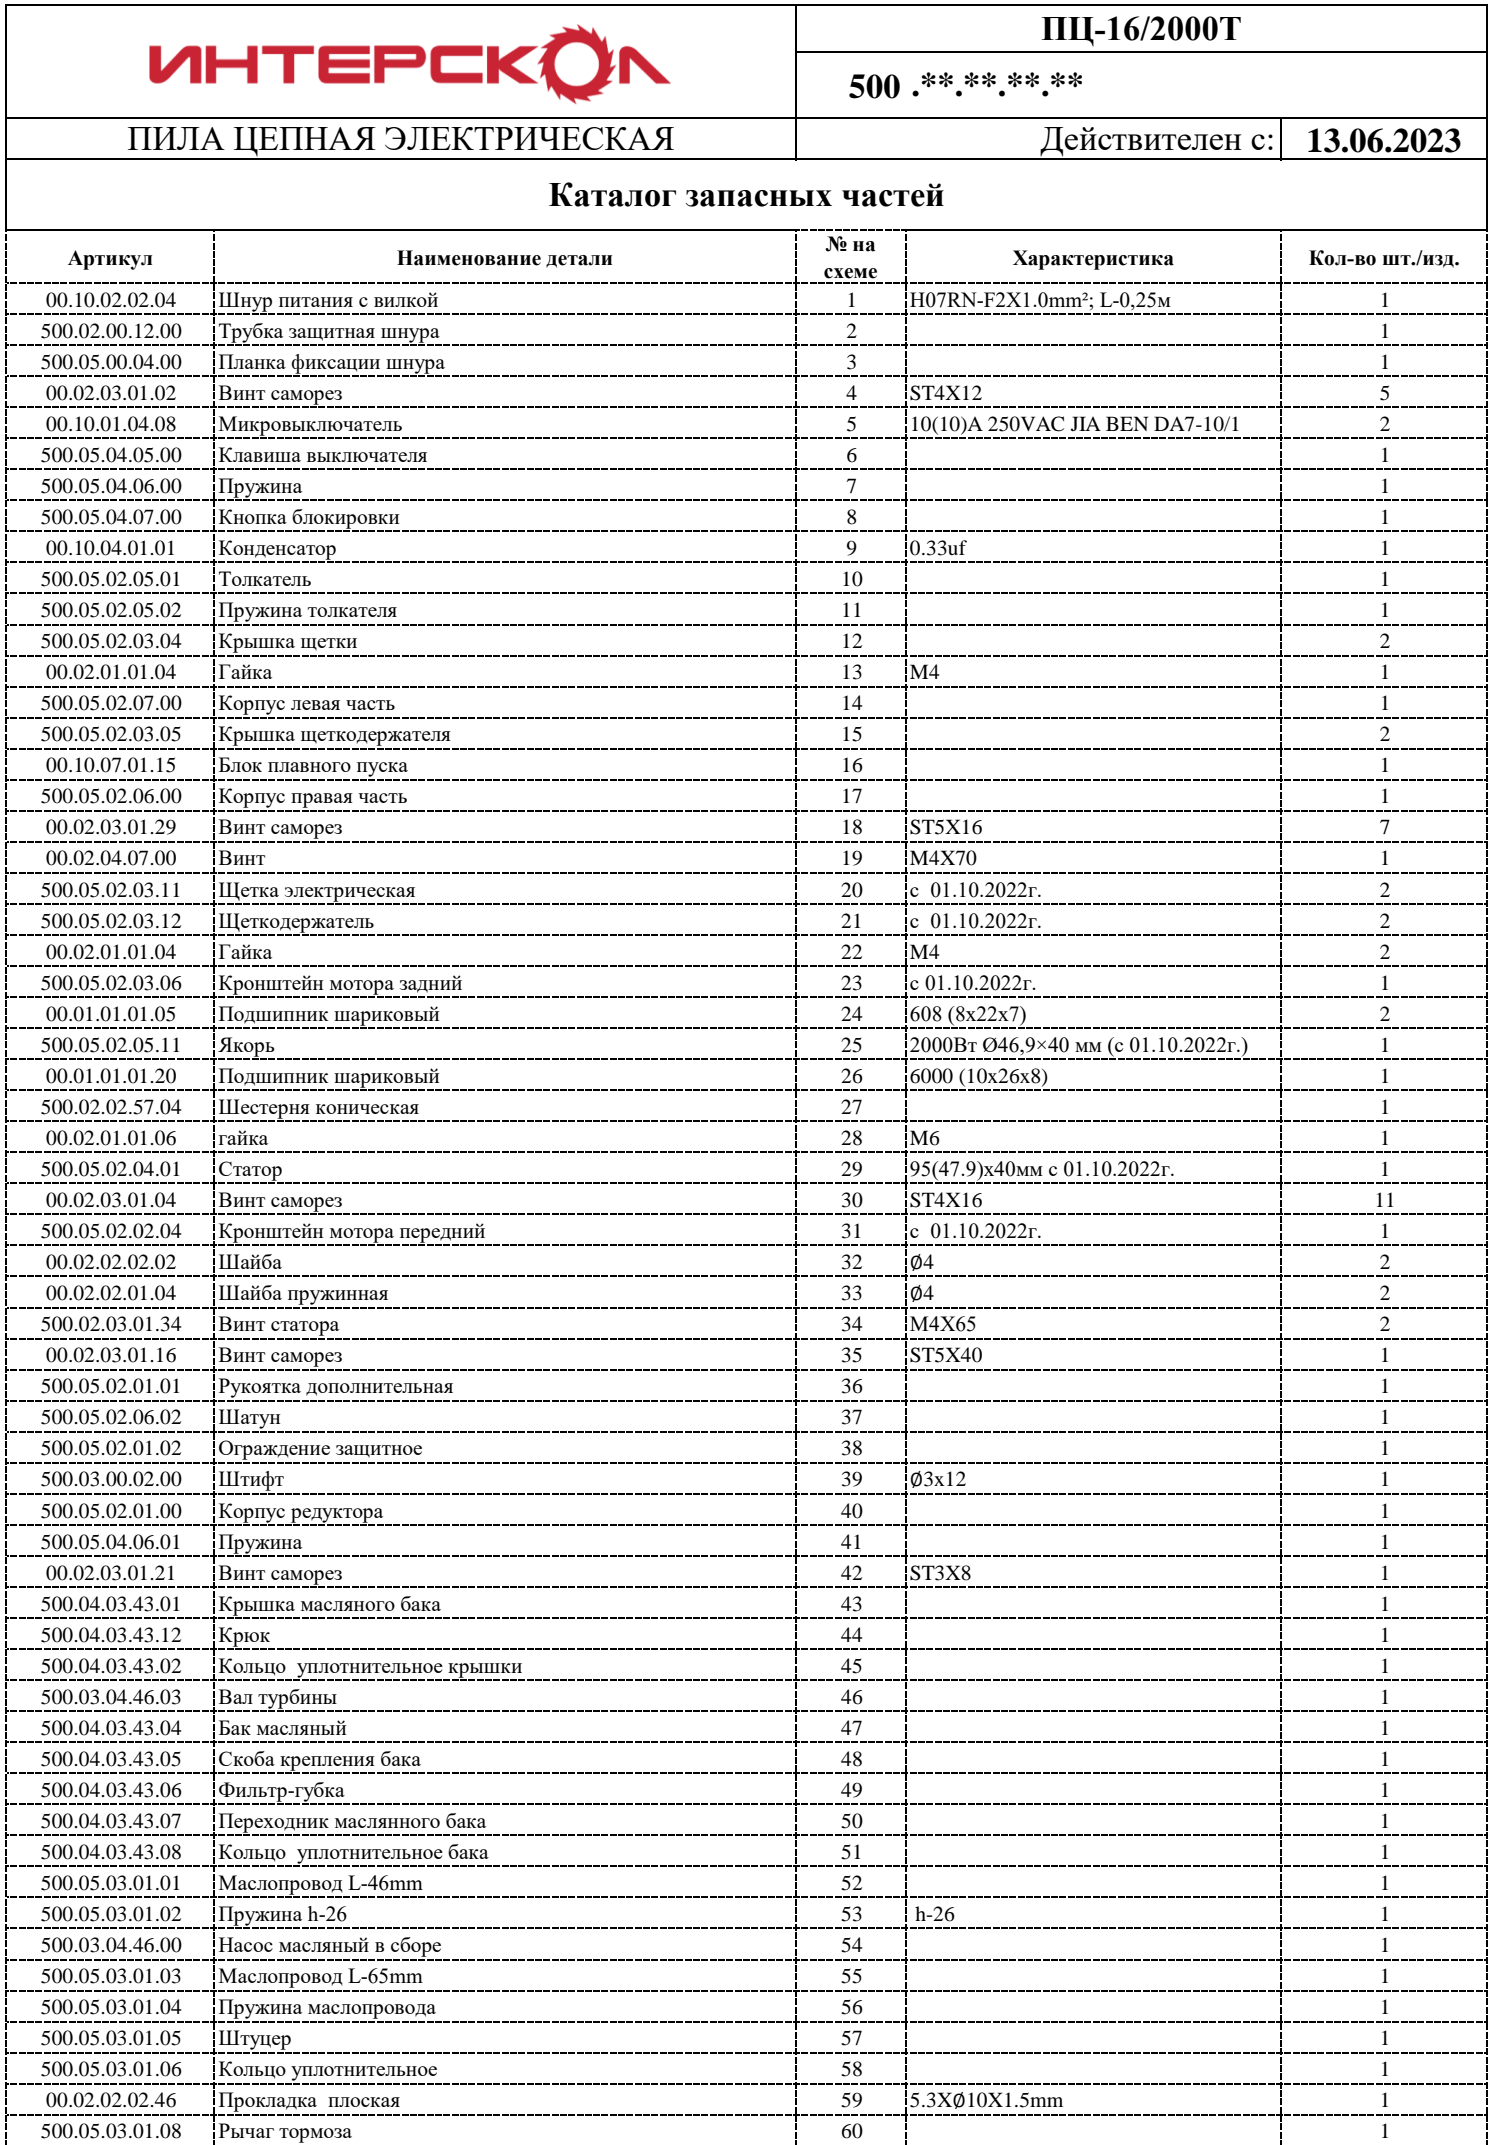 ИНТЕРСКОЛ
ПЦ-16/2000Т
500 .**.**.**.**
ПИЛА ЦЕПНАЯ ЭЛЕКТРИЧЕСКАЯ Действителен с: 13.06.2023
Каталог запасных частей
Артикул Наименование детали № на схеме Характеристика Кол-во шт./изд.
00.10.02.02.04 Шнур питания с вилкой 1 H07RN-F2X1.0mm²; L-0,25м 1
500.02.00.12.00 Трубка защитная шнура 2 1
500.05.00.04.00 Планка фиксации шнура 3 1
00.02.03.01.02 Винт саморез 4 ST4X12 5
00.10.01.04.08 Микровыключатель 5 10(10)A 250VAC JIA BEN DA7-10/1 2
500.05.04.05.00 Клавиша выключателя 6 1
500.05.04.06.00 Пружина 7 1
500.05.04.07.00 Кнопка блокировки 8 1
00.10.04.01.01 Конденсатор 9 0.33uf 1
500.05.02.05.01 Толкатель 10 1
500.05.02.05.02 Пружина толкателя 11 1
500.05.02.03.04 Крышка щетки 12 2
00.02.01.01.04 Гайка 13 M4 1
500.05.02.07.00 Корпус левая часть 14 1
500.05.02.03.05 Крышка щеткодержателя 15 2
00.10.07.01.15 Блок плавного пуска 16 1
500.05.02.06.00 Корпус правая часть 17 1
00.02.03.01.29 Винт саморез 18 ST5X16 7
00.02.04.07.00 Винт 19 M4X70 1
500.05.02.03.11 Щетка электрическая 20 с 01.10.2022г. 2
500.05.02.03.12 Щеткодержатель 21 с 01.10.2022г. 2
00.02.01.01.04 Гайка 22 M4 2
500.05.02.03.06 Кронштейн мотора задний 23 с 01.10.2022г. 1
00.01.01.01.05 Подшипник шариковый 24 608 (8x22x7) 2
500.05.02.05.11 Якорь 25 2000Вт Ø46,9×40 мм (с 01.10.2022г.) 1
00.01.01.01.20 Подшипник шариковый 26 6000 (10x26x8) 1
500.02.02.57.04 Шестерня коническая 27 1
00.02.01.01.06 гайка 28 M6 1
500.05.02.04.01 Статор 29 95(47.9)x40мм с 01.10.2022г. 1
00.02.03.01.04 Винт саморез 30 ST4X16 11
500.05.02.02.04 Кронштейн мотора передний 31 с 01.10.2022г. 1
00.02.02.02.02 Шайба 32 Ø4 2
00.02.02.01.04 Шайба пружинная 33 Ø4 2
500.02.03.01.34 Винт статора 34 M4X65 2
00.02.03.01.16 Винт саморез 35 ST5X40 1
500.05.02.01.01 Рукоятка дополнительная 36 1
500.05.02.06.02 Шатун 37 1
500.05.02.01.02 Ограждение защитное 38 1
500.03.00.02.00 Штифт 39 Ø3x12 1
500.05.02.01.00 Корпус редуктора 40 1
500.05.04.06.01 Пружина 41 1
00.02.03.01.21 Винт саморез 42 ST3X8 1
500.04.03.43.01 Крышка масляного бака 43 1
500.04.03.43.12 Крюк 44 1
500.04.03.43.02 Кольцо уплотнительное крышки 45 1
500.03.04.46.03 Вал турбины 46 1
500.04.03.43.04 Бак масляный 47 1
500.04.03.43.05 Скоба крепления бака 48 1
500.04.03.43.06 Фильтр-губка 49 1
500.04.03.43.07 Переходник маслянного бака 50 1
500.04.03.43.08 Кольцо уплотнительное бака 51 1
500.05.03.01.01 Маслопровод L-46mm 52 1
500.05.03.01.02 Пружина h-26 53 h-26 1
500.03.04.46.00 Насос масляный в сборе 54 1
500.05.03.01.03 Маслопровод L-65mm 55 1
500.05.03.01.04 Пружина маслопровода 56 1
500.05.03.01.05 Штуцер 57 1
500.05.03.01.06 Кольцо уплотнительное 58 1
00.02.02.02.46 Прокладка плоская 59 5.3XØ10X1.5mm 1
500.05.03.01.08 Рычаг тормоза 60 1